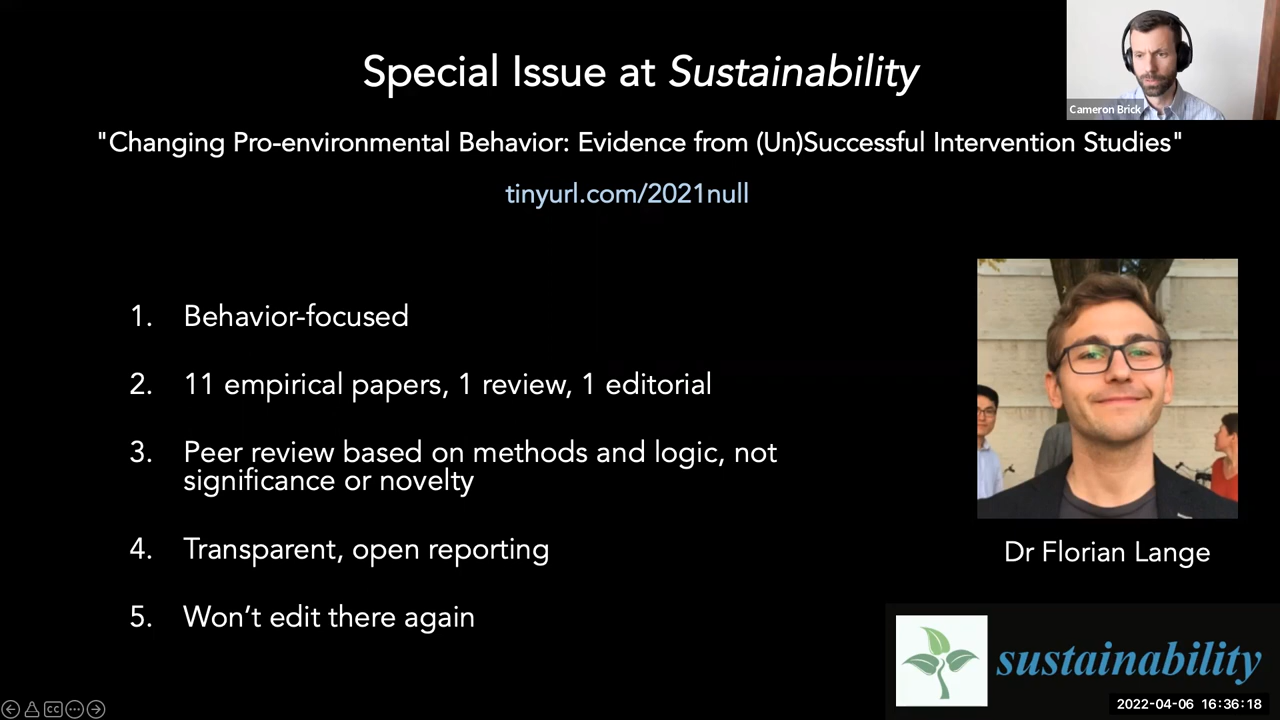 Special Issue at Sustainability
Cameron Brick
"Changing Pro-environmental Behavior: Evidence from (Un)Successful Intervention Studies"
tinyurl.com/2021null
1. Behavior-focused
2. 11 empirical papers, 1 review, 1 editorial
3. Peer review based on methods and logic, not
significance or novelty
4. Transparent, open reporting
5. Won’t edit there again
Dr Florian Lange
sustainability
CC
2022-04-06 16:36:18